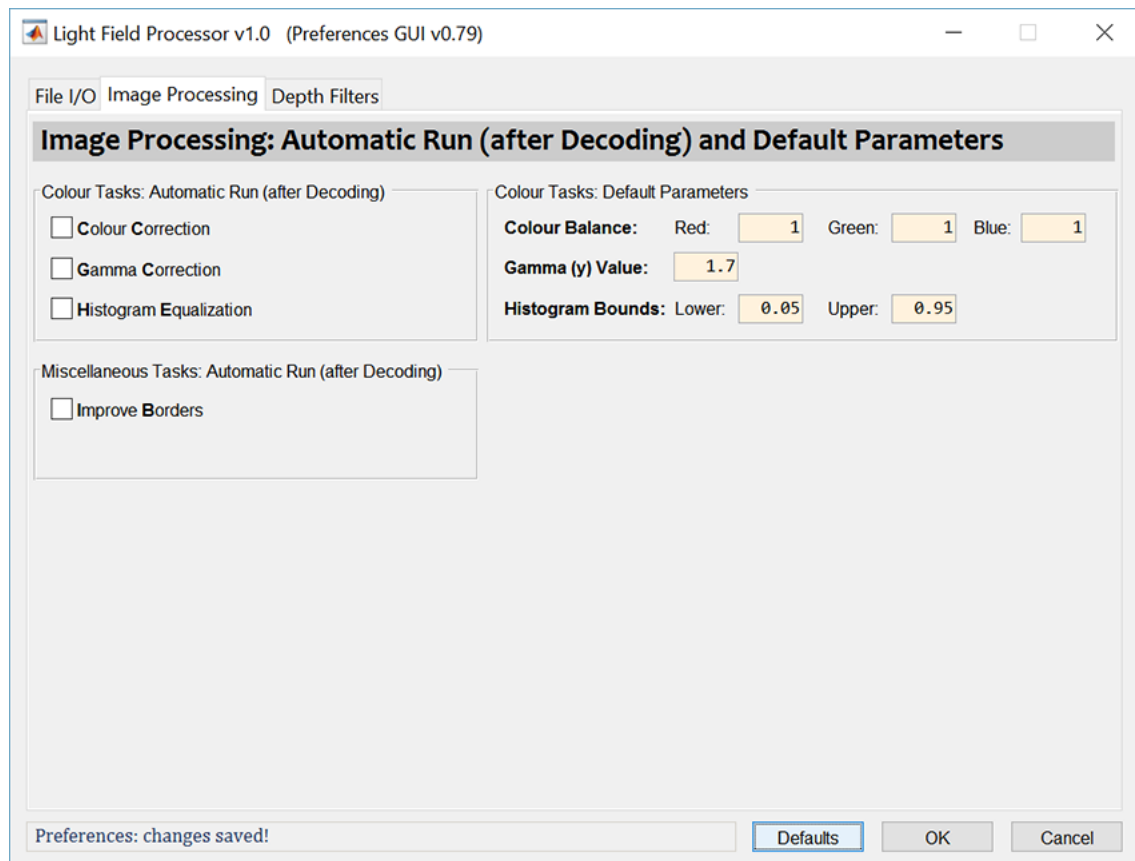 Light Field Processor v1.0 (Preferences GUI v0.79)
File I/O Image Processing Depth Filters
Image Processing: Automatic Run (after Decoding) and Default Parameters
Colour Tasks: Automatic Run (after Decoding)
Colour Correction
Gamma Correction
Histogram Equalization
Colour Tasks: Default Parameters
Colour Balance: Red: 1 Green: 1 Blue: 1
Gamma (y) Value: 1.7
Histogram Bounds: Lower: 0.05 Upper: 0.95
Miscellaneous Tasks: Automatic Run (after Decoding)
Improve Borders
Preferences: changes saved!
Defaults OK Cancel